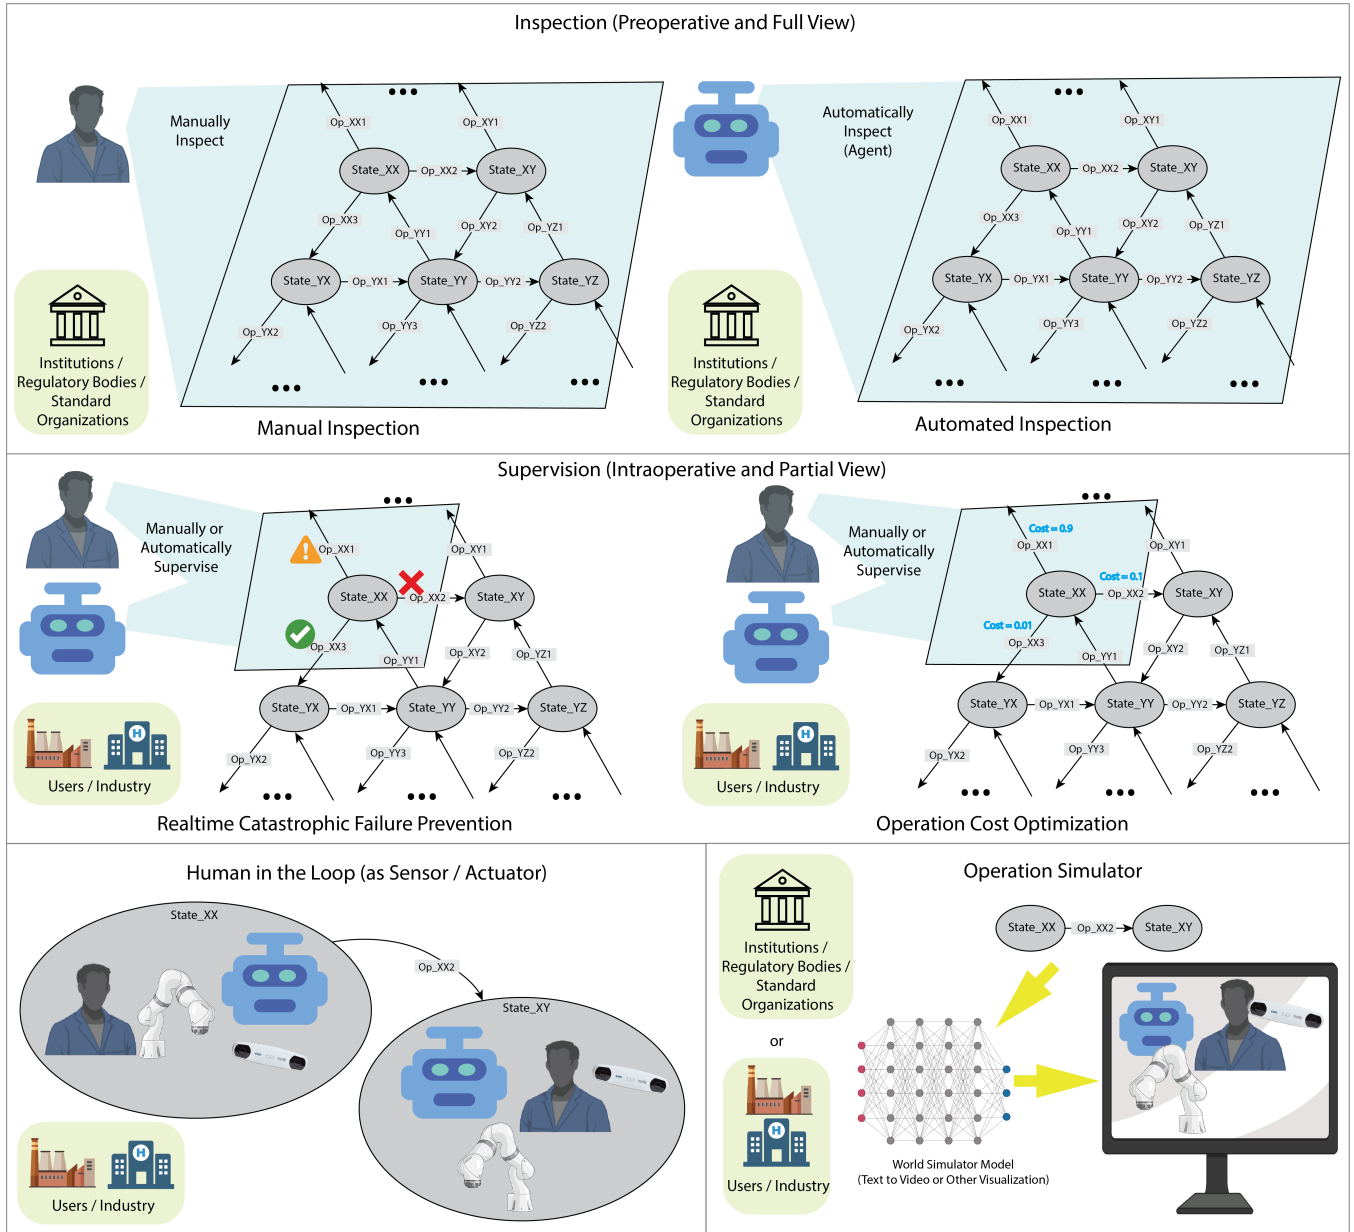 Inspection (Preoperative and Full View)
Manually
Inspect
Op_XX1
Op_XY1
State_XX
Op_XX2
State_XY
Op_XX3
Op_YY1
Op_XY2
Op_YZ1
State_YX
Op_YX1
State_YY
Op_YY2
State_YZ
Op_YX2
Op_YY3
Op_YZ2
Institutions /
Regulatory Bodies /
Standard
Organizations
Manual Inspection
Automatically
Inspect
(Agent)
Op_XX1
Op_XY1
State_XX
Op_XX2
State_XY
Op_XX3
Op_YY1
Op_XY2
Op_YZ1
State_YX
Op_YX1
State_YY
Op_YY2
State_YZ
Op_YX2
Op_YY3
Op_YZ2
Institutions /
Regulatory Bodies /
Standard
Organizations
Automated Inspection
Supervision (Intraoperative and Partial View)
Manually or
Automatically
Supervise
Op_XX1
Op_XY1
State_XX
Op_XX2
State_XY
Op_XX3
Op_YY1
Op_XY2
Op_YZ1
State_YX
Op_YX1
State_YY
Op_YY2
State_YZ
Op_YX2
Op_YY3
Op_YZ2
H
Users / Industry
Realtime Catastrophic Failure Prevention
Manually or
Automatically
Supervise
Cost = 0.9
Op_XX1
Op_XY1
Cost = 0.1
State_XX
Op_XX2
State_XY
Cost = 0.01
Op_XX3
Op_YY1
Op_XY2
Op_YZ1
State_YX
Op_YX1
State_YY
Op_YY2
State_YZ
Op_YX2
Op_YY3
Op_YZ2
H
Users / Industry
Operation Cost Optimization
Human in the Loop (as Sensor / Actuator)
State_XX
Op_XX2
State_XY
H
Users / Industry
Operation Simulator
Institutions /
Regulatory Bodies /
Standard
Organizations
or
H
Users / Industry
State_XX
Op_XX2
State_XY
World Simulator Model
(Text to Video or Other Visualization)